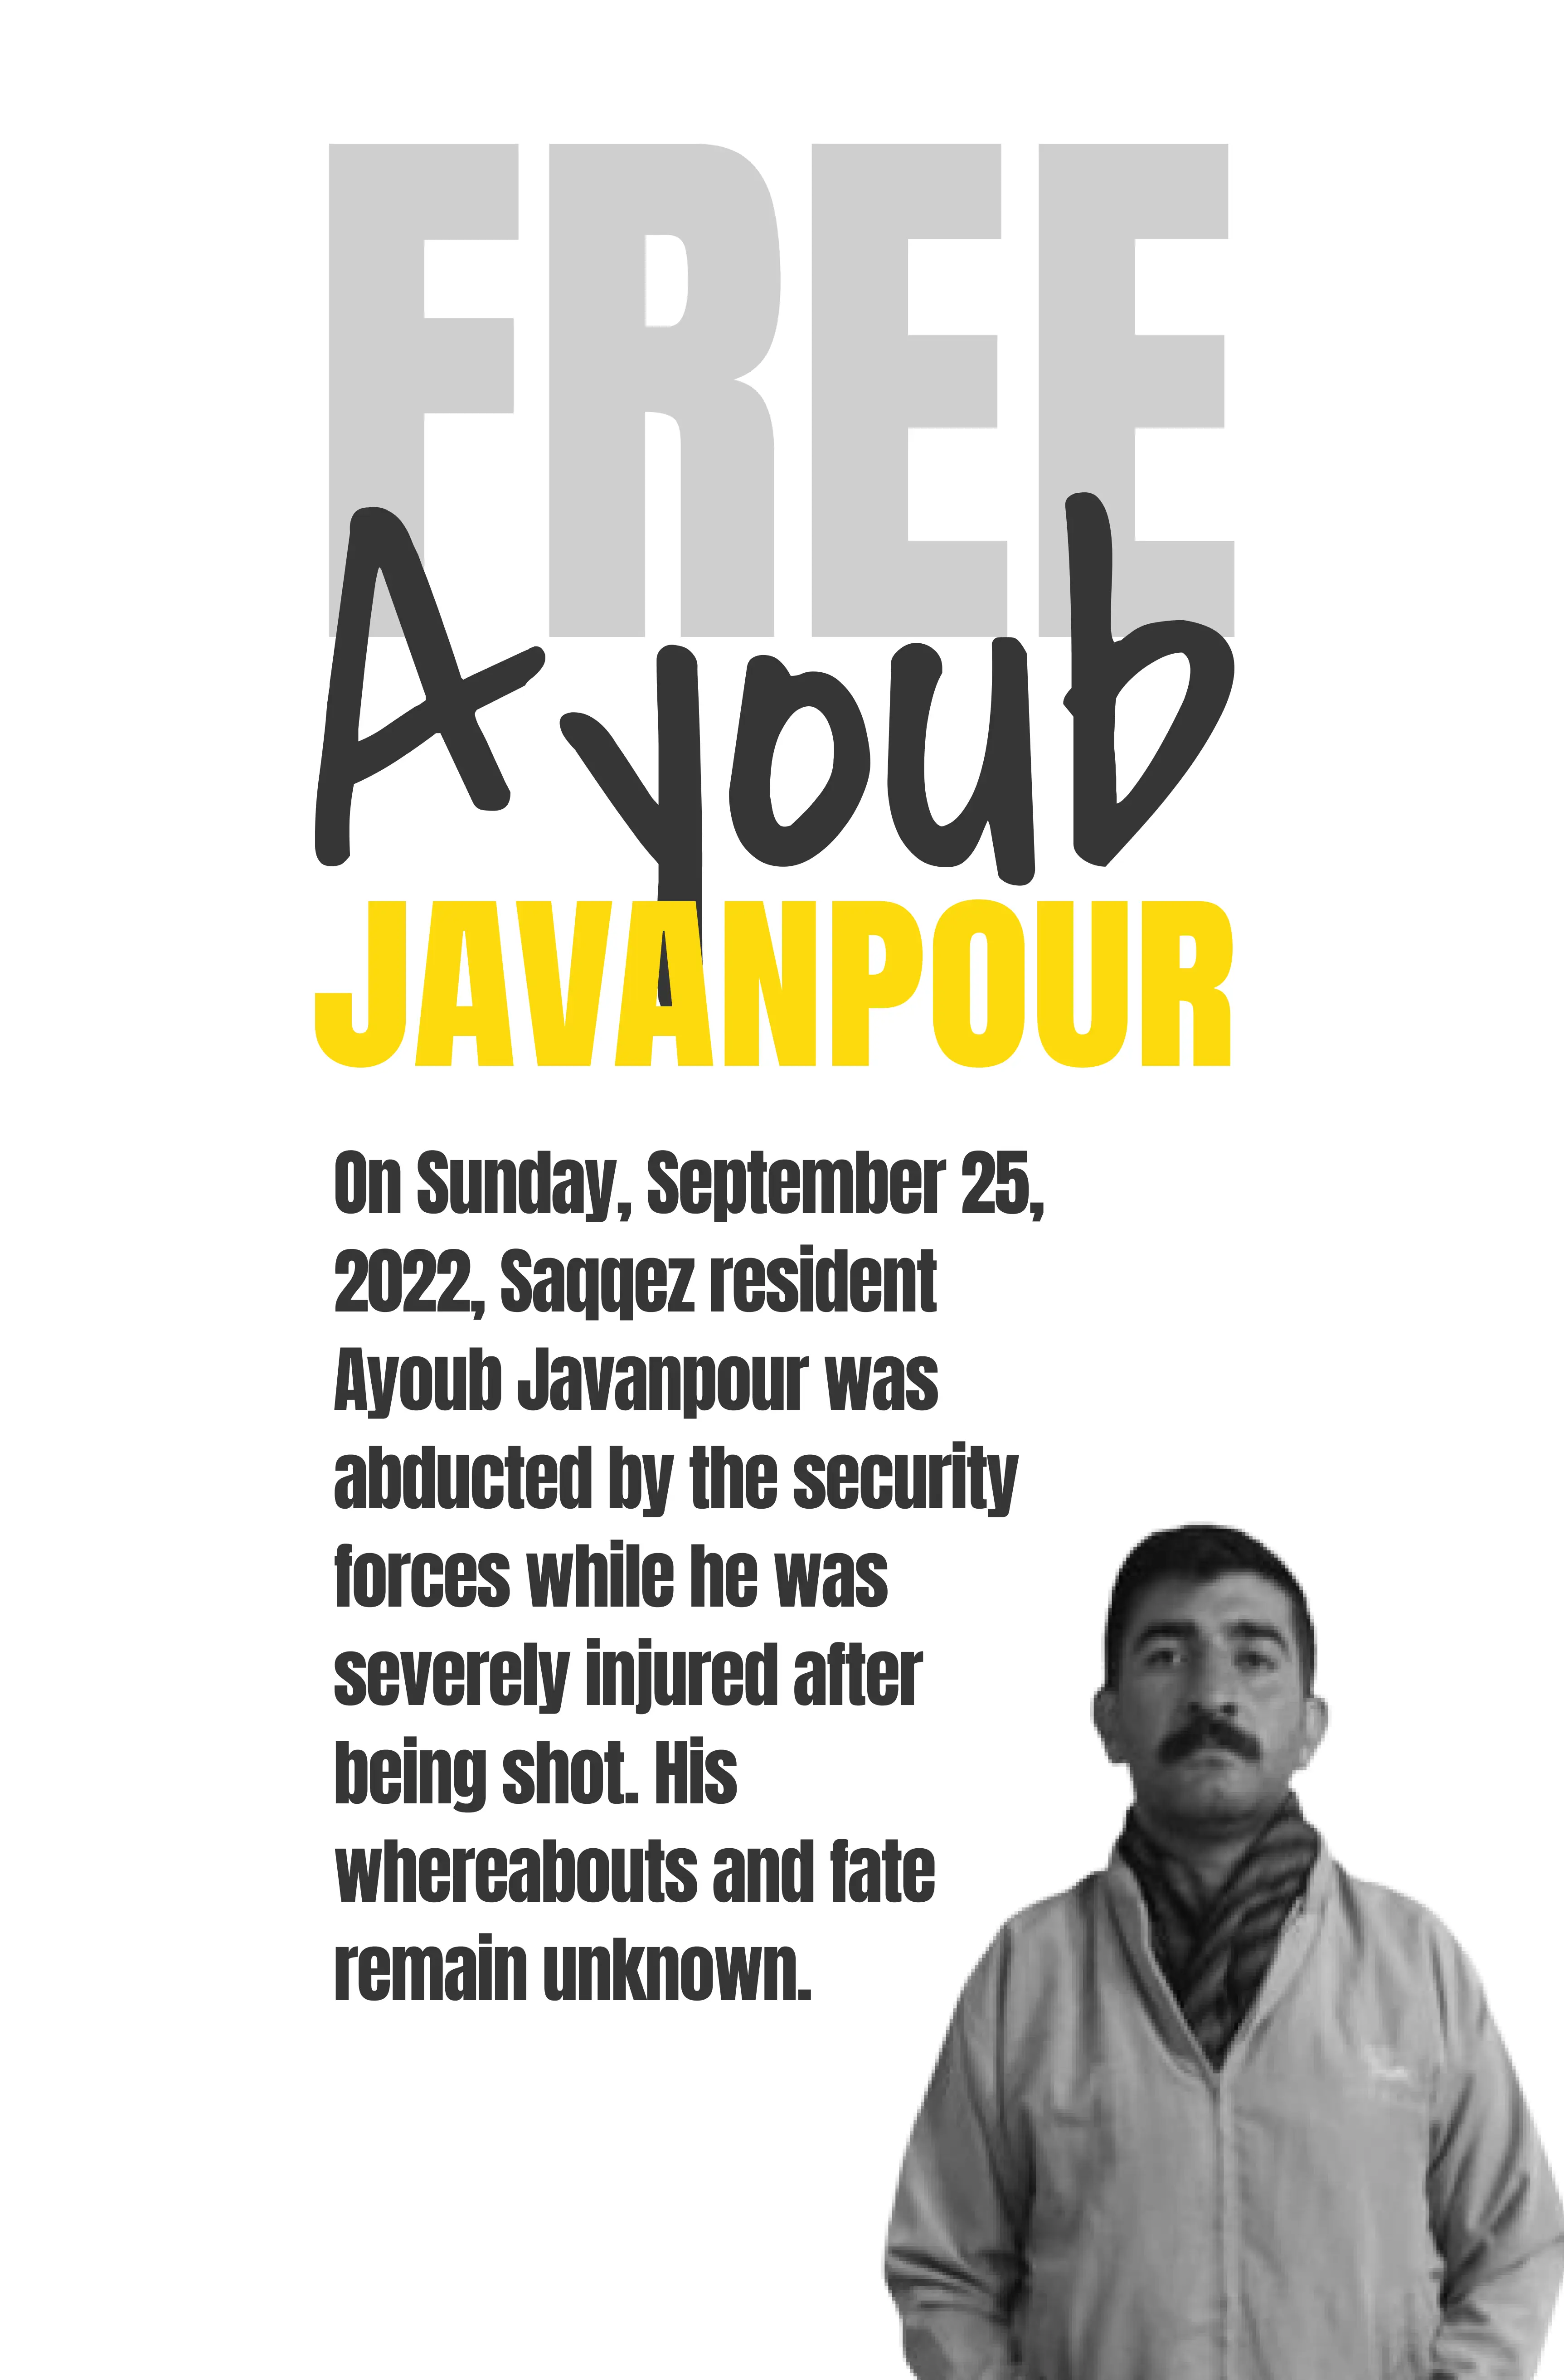 FREE
Ayoub
JAVANPOUR
On Sunday, September 25,
2022, Saqqez resident
Ayoub Javanpour was
abducted by the security
forces while he was
severely injured after
being shot. His
whereabouts and fate
remain unknown.